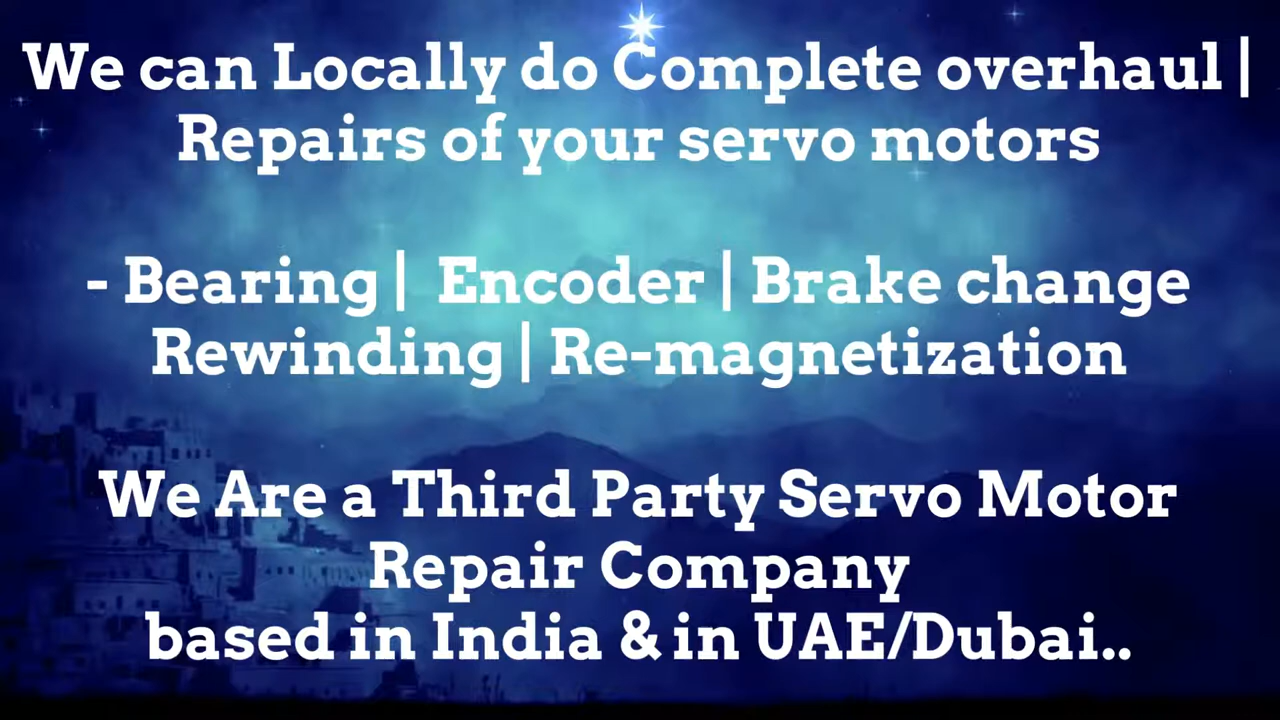 We can Locally do Complete overhaul |
Repairs of your servo motors
- Bearing | Encoder | Brake change
Rewinding | Re-magnetization
We Are a Third Party Servo Motor
Repair Company
based in India & in UAE/Dubai..